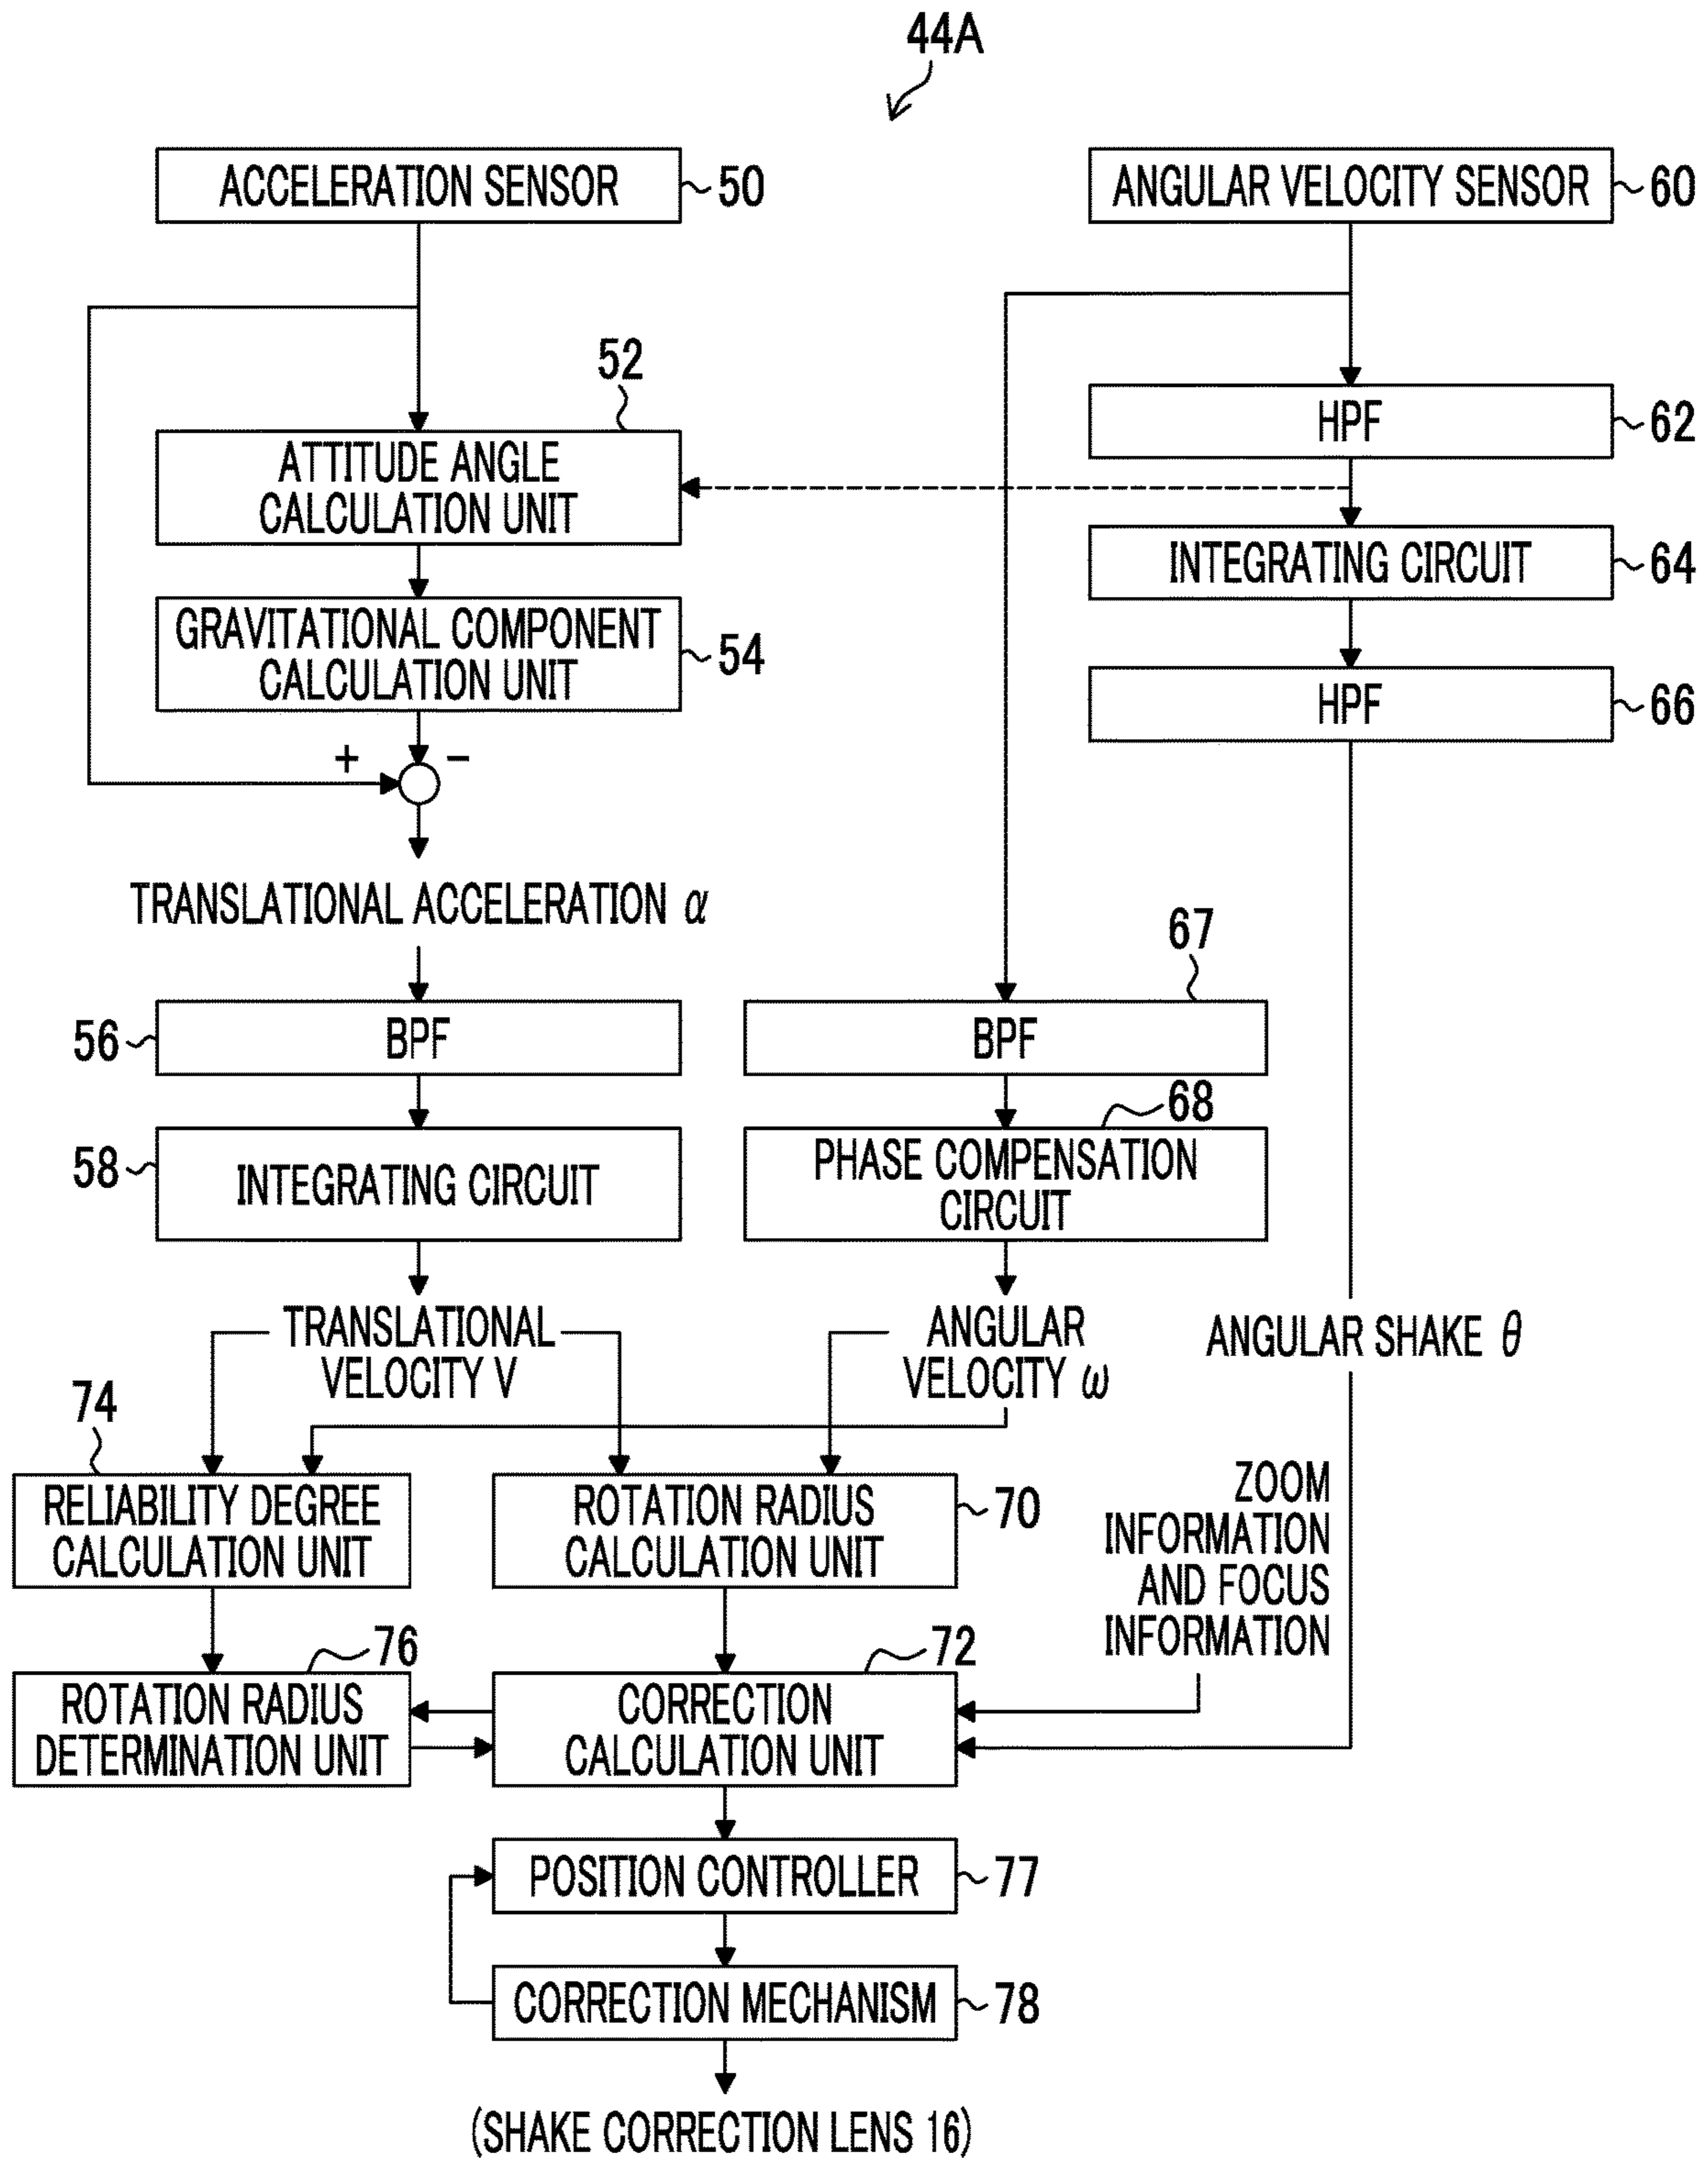 44A
ACCELERATION SENSOR
50
ANGULAR VELOCITY SENSOR
60
52
ATTITUDE ANGLE
CALCULATION UNIT
HPF
62
INTEGRATING CIRCUIT
64
GRAVITATIONAL COMPONENT
CALCULATION UNIT
54
HPF
66
+
−
TRANSLATIONAL ACCELERATION α
67
56
BPF
BPF
68
58
INTEGRATING CIRCUIT
PHASE COMPENSATION
CIRCUIT
TRANSLATIONAL
VELOCITY V
ANGULAR
VELOCITY ω
ANGULAR SHAKE θ
74
RELIABILITY DEGREE
CALCULATION UNIT
ROTATION RADIUS
CALCULATION UNIT
70
ZOOM
INFORMATION
AND FOCUS
INFORMATION
76
ROTATION RADIUS
DETERMINATION UNIT
72
CORRECTION
CALCULATION UNIT
POSITION CONTROLLER
77
CORRECTION MECHANISM
78
(SHAKE CORRECTION LENS 16)